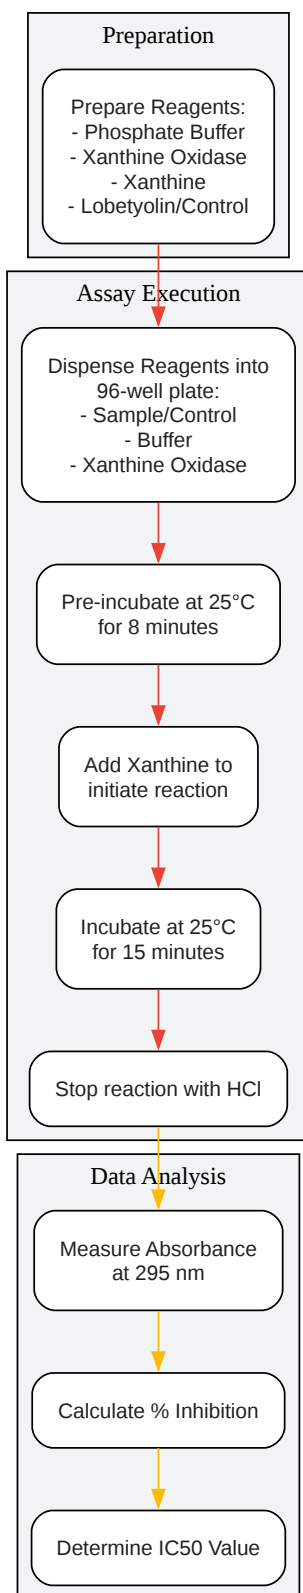 Preparation
Prepare Reagents:
- Phosphate Buffer
- Xanthine Oxidase
- Xanthine
- Lobetyolin/Control
Assay Execution
Dispense Reagents into
96-well plate:
- Sample/Control
- Buffer
- Xanthine Oxidase
Pre-incubate at 25°C
for 8 minutes
Add Xanthine to
initiate reaction
Incubate at 25°C
for 15 minutes
Stop reaction with HCl
Data Analysis
Measure Absorbance
at 295 nm
Calculate % Inhibition
Determine IC50 Value